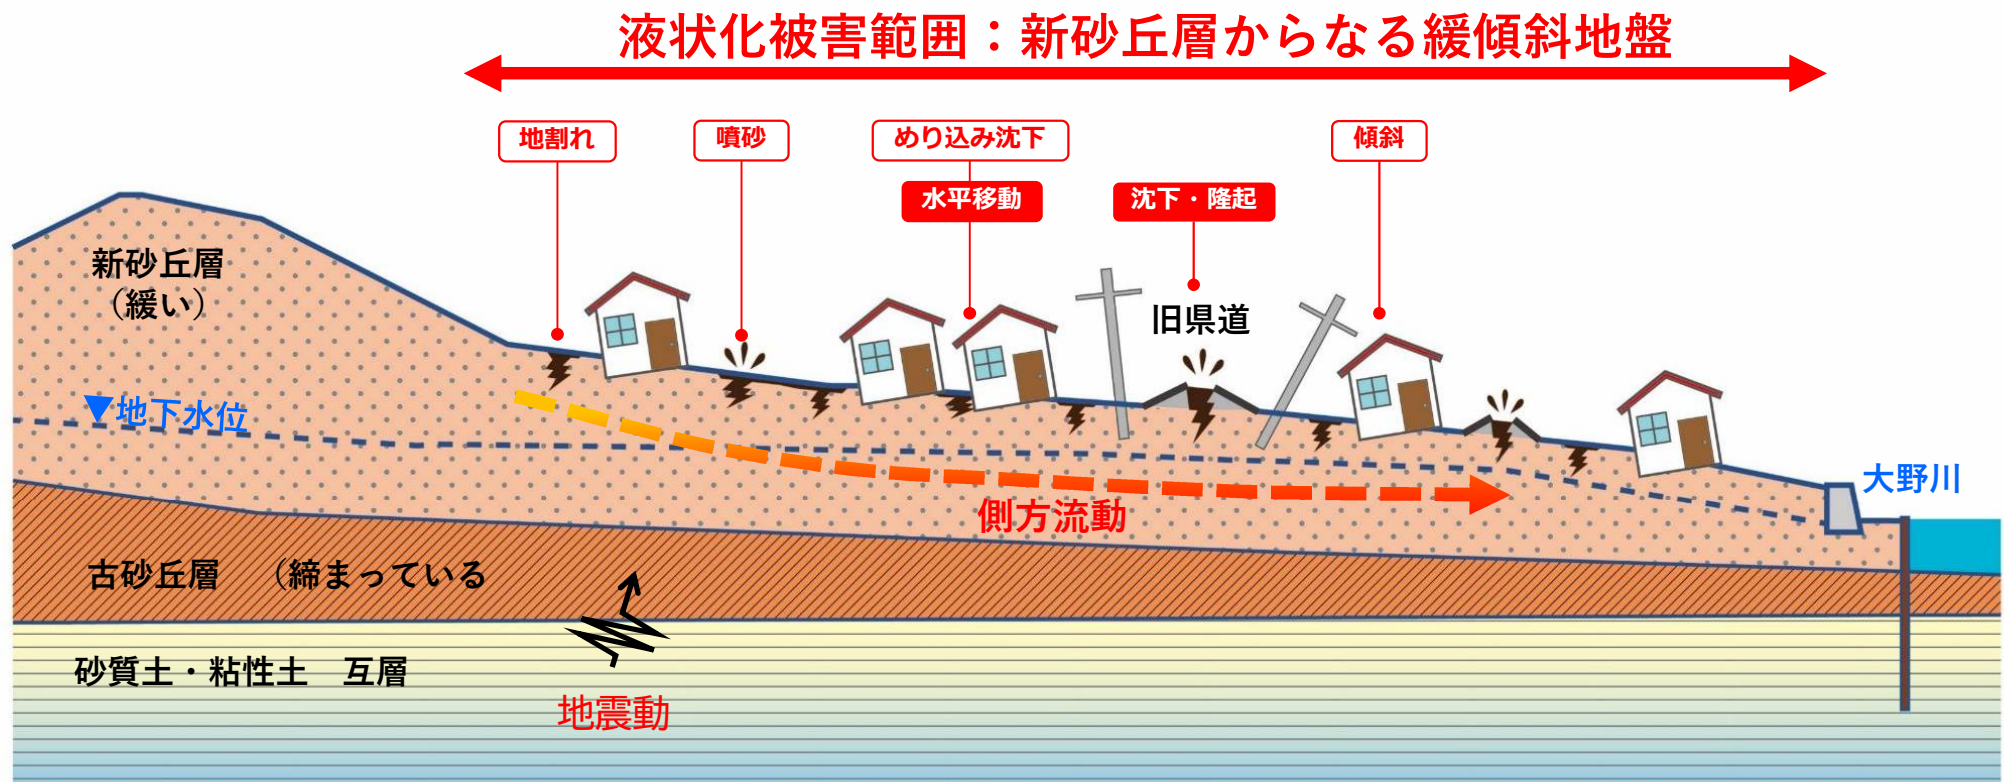 液状化被害範囲：新砂丘層からなる緩傾斜地盤
地割れ
噴砂
めり込み沈下
傾斜
水平移動
沈下・隆起
新砂丘層
（緩い）
旧県道
地下水位
大野川
側方流動
古砂丘層　（締まっている
砂質土・粘性土　互層
地震動